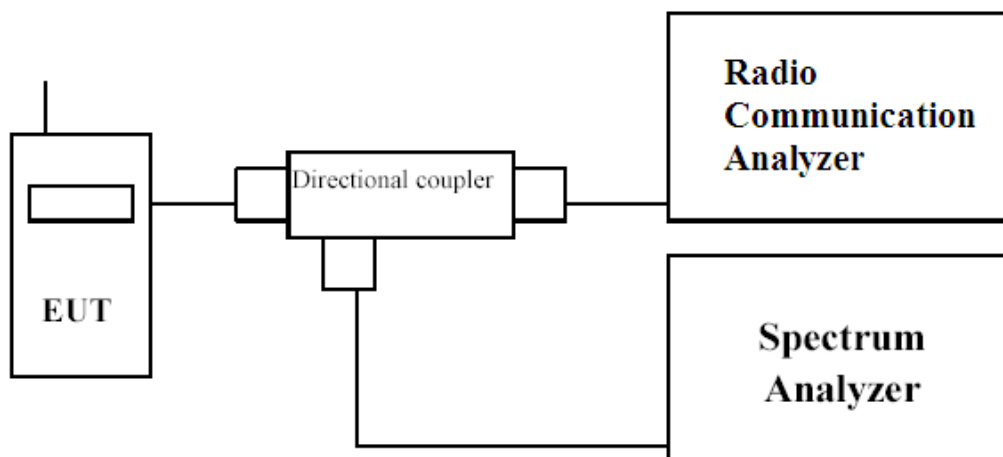 Radio
Communication
Analyzer
Directional coupler
EUT
Spectrum
Analyzer